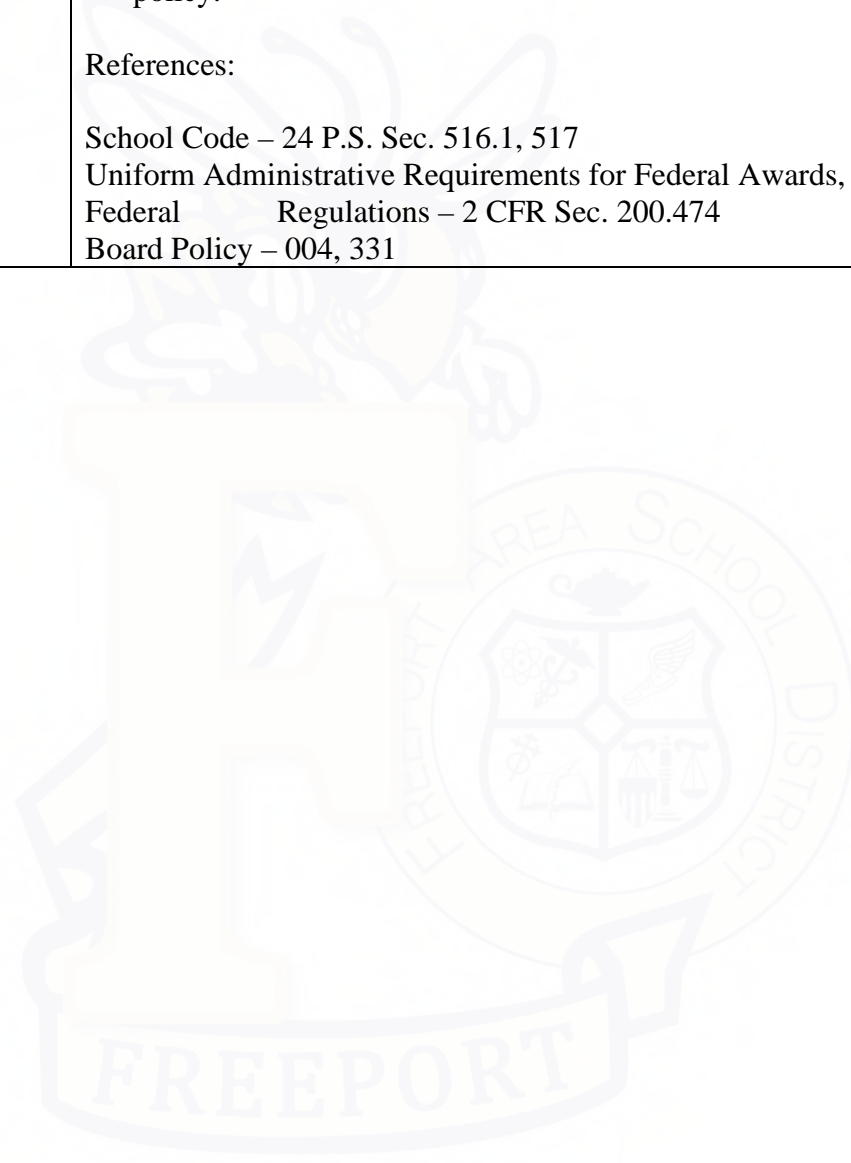 policy.
References:
School Code – 24 P.S. Sec. 516.1, 517
Uniform Administrative Requirements for Federal Awards,
Federal Regulations – 2 CFR Sec. 200.474
Board Policy – 004, 331
FREEPORT AREA SCHOOL DISTRICT
FREEPORT